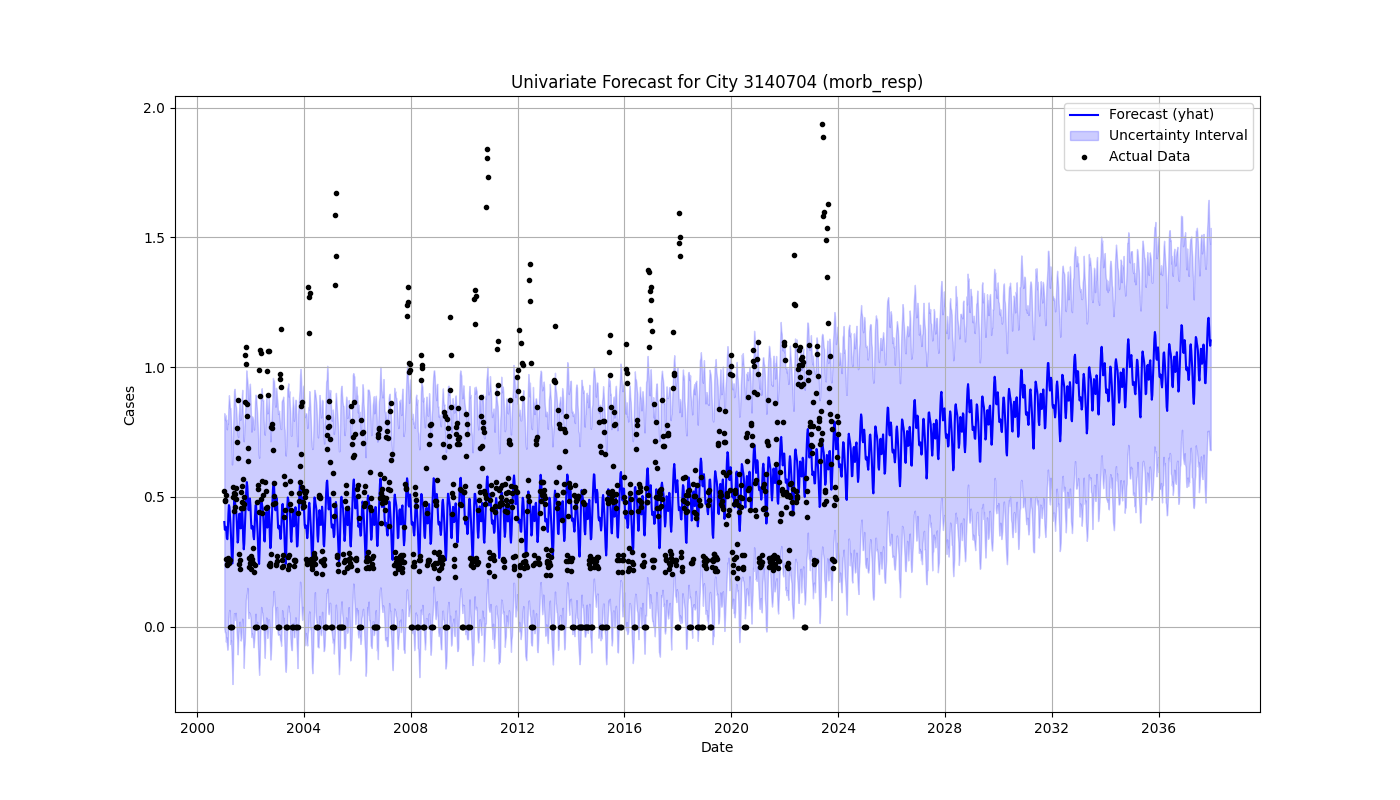 Univariate Forecast for City 3140704 (morb_resp)
Forecast (yhat)
Uncertainty Interval
Actual Data
Cases
2.0
1.5
1.0
0.5
0.0
2000
2004
2008
2012
2016
2020
2024
2028
2032
2036
Date